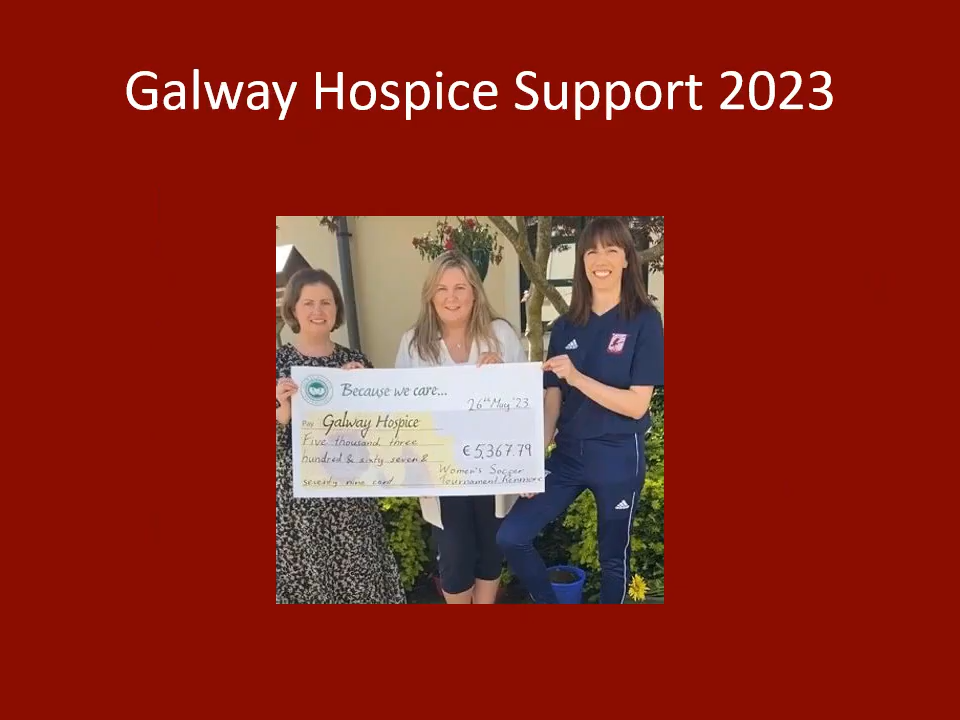 Galway Hospice Support 2023
Because we care...
26th May '23
Pay Galway Hospice
Five thousand three
hundred & sixty seven &
€ 5,367.79
seventy nine cent
Women's Soccer
Tournament Renmore